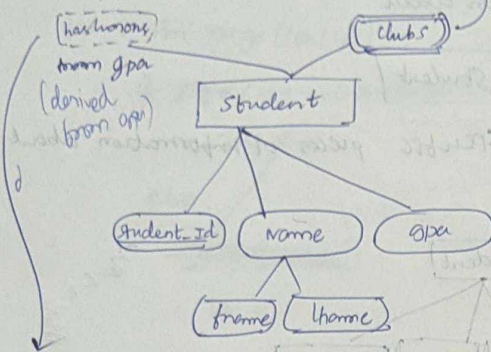 hashonors
clubs
from gpa
(derived
from gpa)
Student
student_Id
Name
gpa
fname
lname